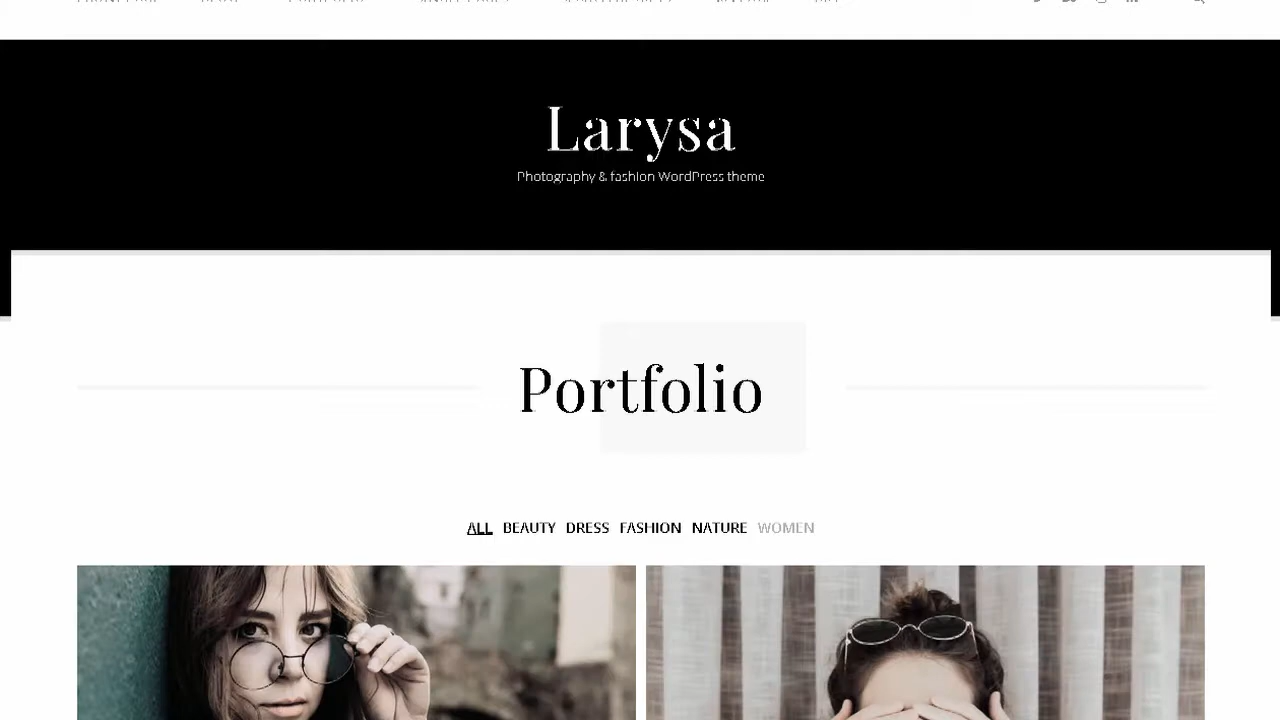 Larysa
Photography & fashion WordPress theme
Portfolio
ALL BEAUTY DRESS FASHION NATURE WOMEN